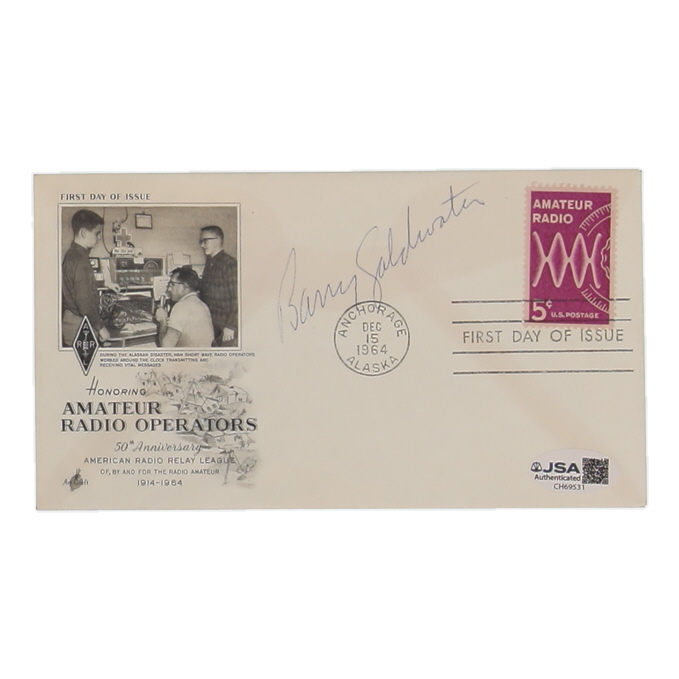 FIRST DAY OF ISSUE
DURING THE ALASKAN DISASTER, HAM SHORT WAVE RADIO OPERATORS
WORKED AROUND THE CLOCK TRANSMITTING AND
RECEIVING VITAL MESSAGES
HONORING
AMATEUR
RADIO OPERATORS
50th Anniversary
AMERICAN RADIO RELAY LEAGUE
OF, BY AND FOR THE RADIO AMATEUR
1914-1964
ArtCraft
A
R R
L
Barry Goldwater
ANCHORAGE
DEC
15
1964
ALASKA
AMATEUR
RADIO
5¢ U.S. POSTAGE
FIRST DAY OF ISSUE
JSA
Authenticated
CH69531